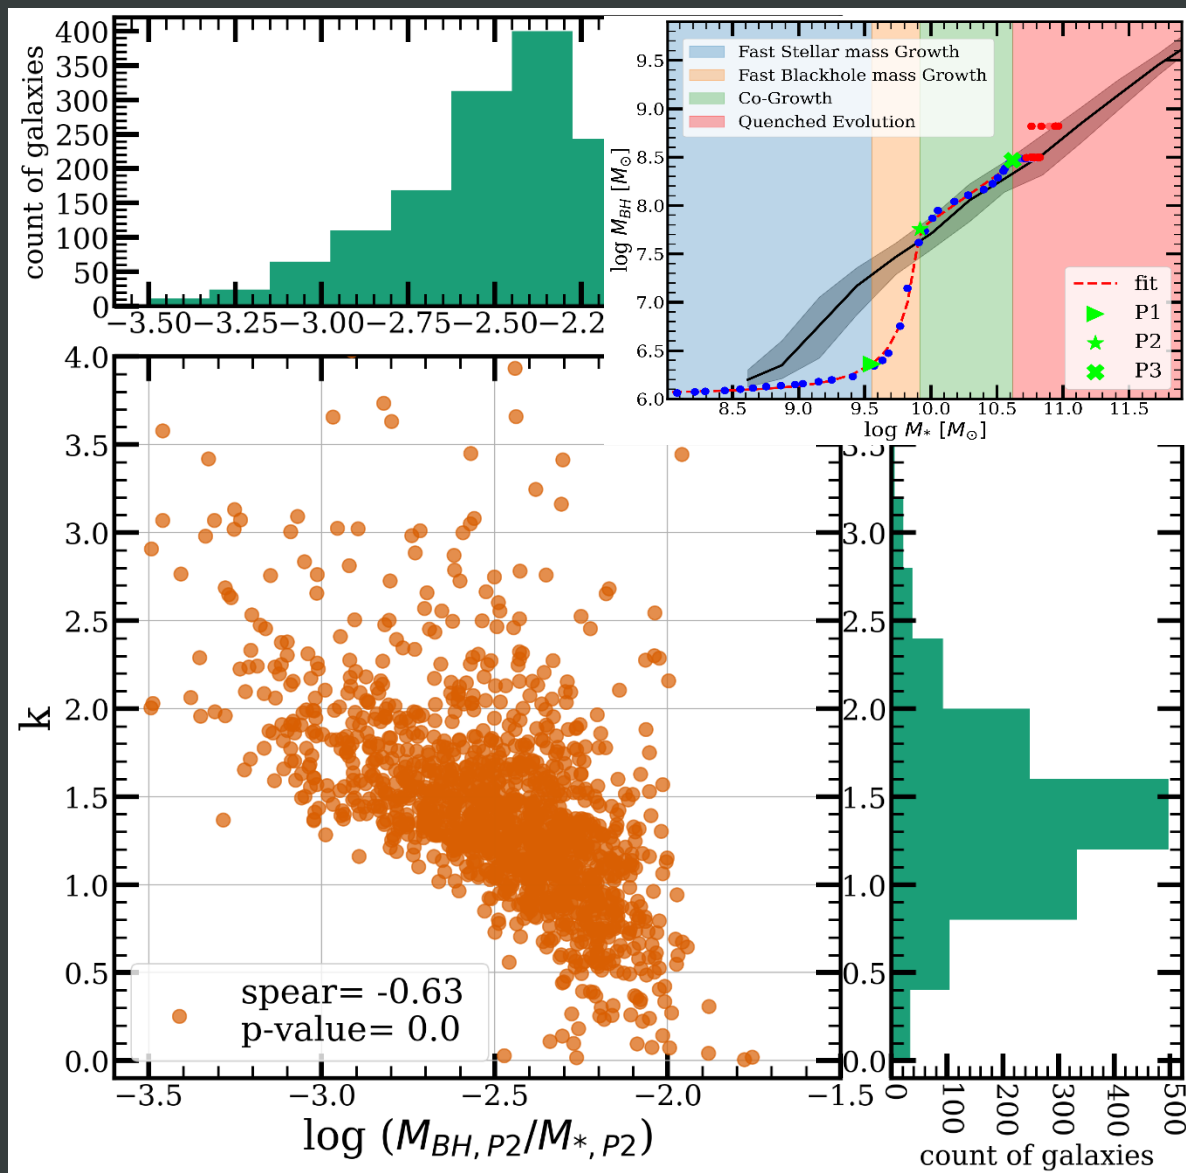 400
350
300
250
200
150
100
50
0
count of galaxies
−3.50 −3.25 −3.00 −2.75 −2.50 −2.2
Fast Stellar mass Growth
Fast Blackhole mass Growth
Co-Growth
Quenched Evolution
9.5
9.0
8.5
8.0
7.5
7.0
6.5
6.0
log M_BH [M_⊙]
fit
P1
P2
P3
8.5 9.0 9.5 10.0 10.5 11.0 11.5
log M_* [M_⊙]
4.0
3.5
3.0
2.5
2.0
1.5
1.0
0.5
0.0
k
spear= -0.63
p-value= 0.0
−3.5 −3.0 −2.5 −2.0 −1.5
log (M_{BH, P2}/M_{*, P2})
3.5
3.0
2.5
2.0
1.5
1.0
0.5
0.0
0 100 200 300 400 500
count of galaxies